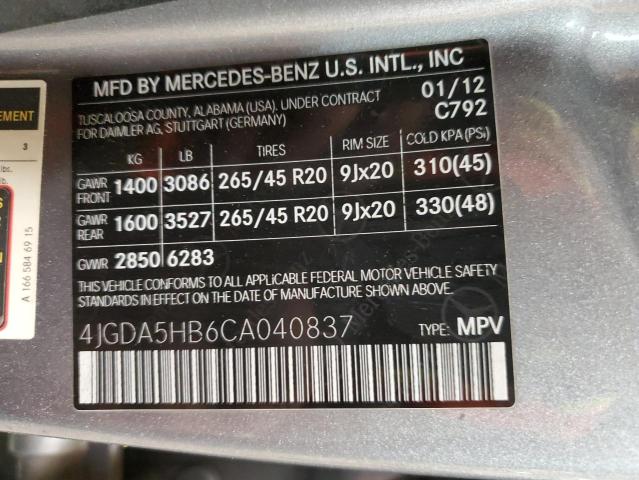 MFD BY MERCEDES-BENZ U.S. INTL., INC
TUSCALOOSA COUNTY, ALABAMA (USA). UNDER CONTRACT 01/12
FOR DAIMLER AG, STUTTGART (GERMANY) C792
KG LB TIRES RIM SIZE COLD KPA (PSI)
GAWR FRONT 1400 3086 265/45 R20 9Jx20 310(45)
GAWR REAR 1600 3527 265/45 R20 9Jx20 330(48)
GVWR 2850 6283
THIS VEHICLE CONFORMS TO ALL APPLICABLE FEDERAL MOTOR VEHICLE SAFETY
STANDARDS IN EFFECT ON THE DATE OF MANUFACTURE SHOWN ABOVE.
4JGDA5HB6CA040837 TYPE: MPV
EMENT
3
lbs.
A 166 584 69 15